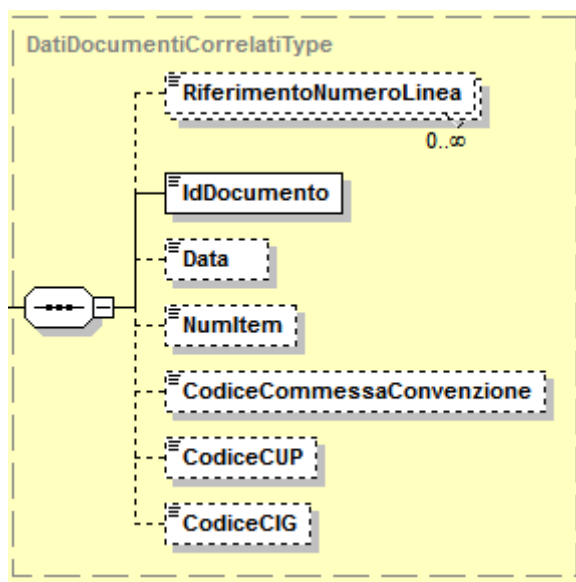 DatiDocumentiCorrelatiType
RiferimentoNumeroLinea
0..∞
IdDocumento
Data
NumItem
CodiceCommessaConvenzione
CodiceCUP
CodiceCIG